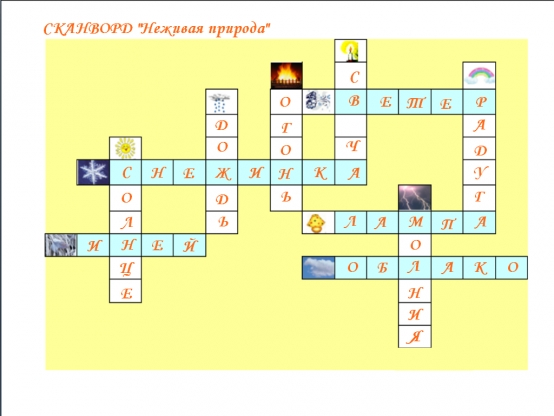 СКАНВОРД "Неживая природа"
С
О В Е Т Е Р
Д Г А
О О Ч Д
С Н Е Ж И Н К А У
О Д Ь Г
Л Ь Л А М П А
И Н Е Й О
Ц О Б Л А К О
Е Н
И
Я